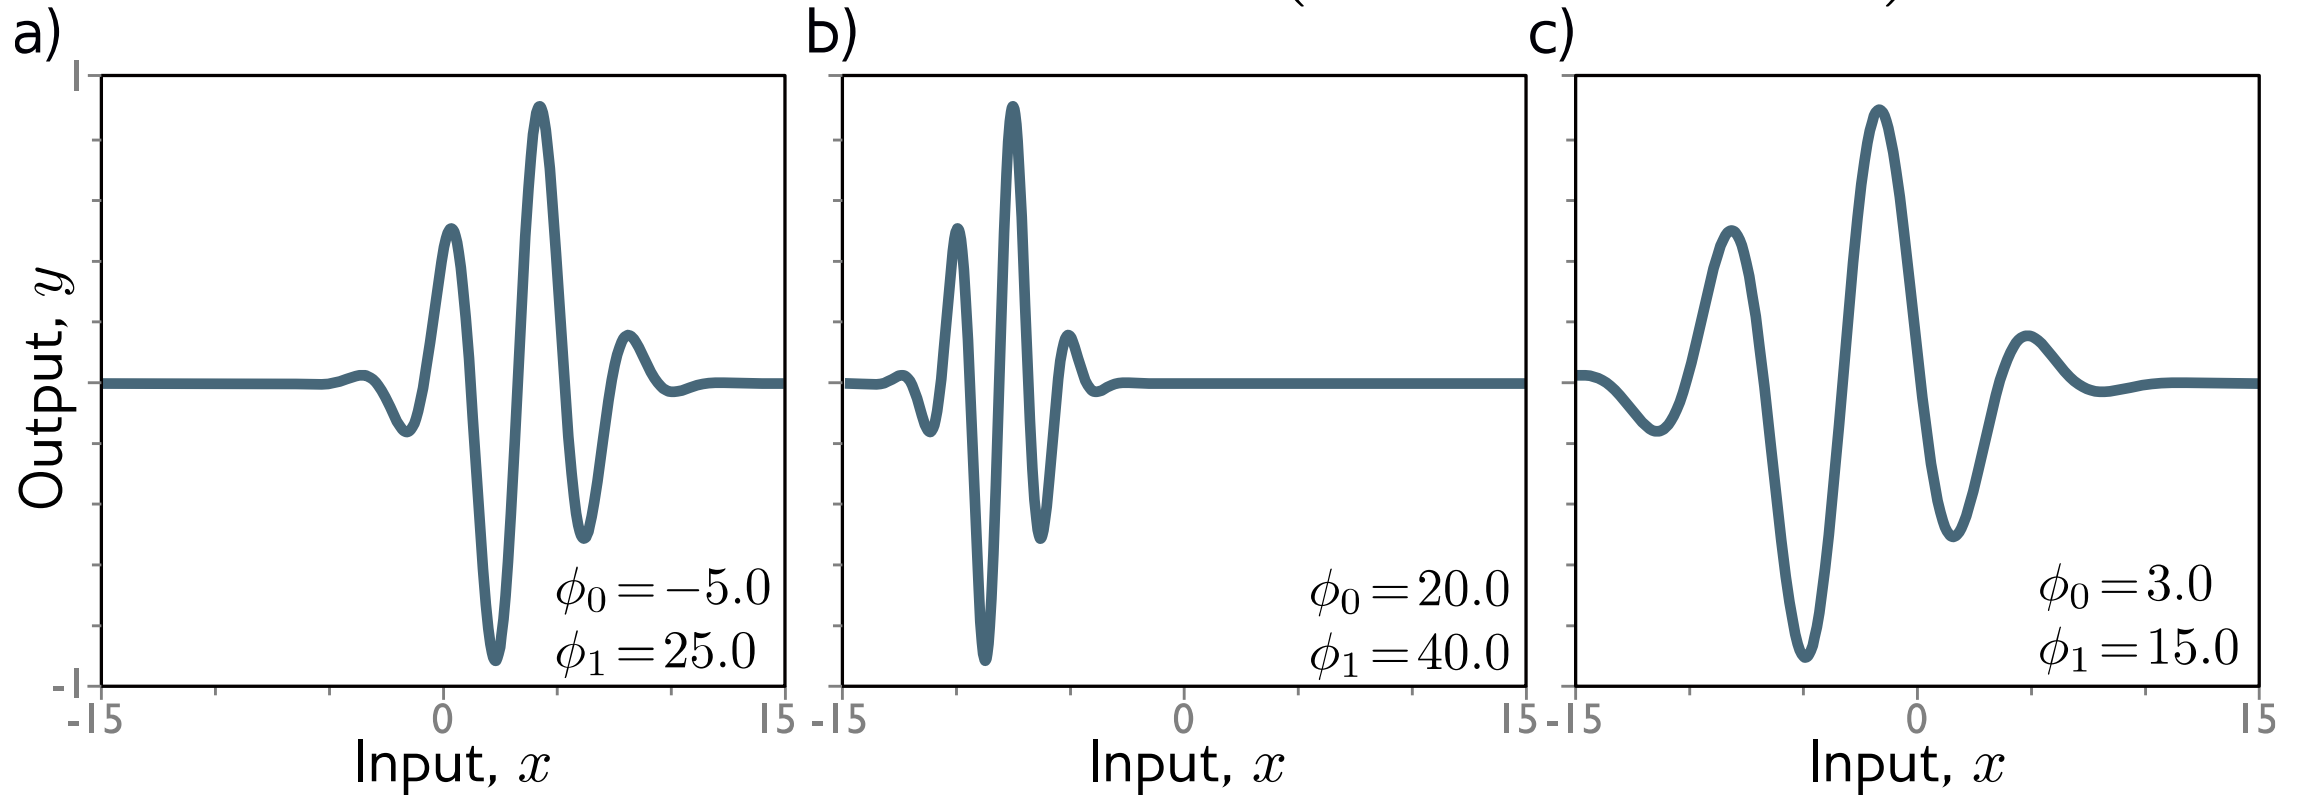 a)
b)
c)
1
-1
Output, y
-15
0
15
-15
0
15
-15
0
15
Input, x
Input, x
Input, x
ϕ₀ = −5.0
ϕ₁ = 25.0
ϕ₀ = 20.0
ϕ₁ = 40.0
ϕ₀ = 3.0
ϕ₁ = 15.0